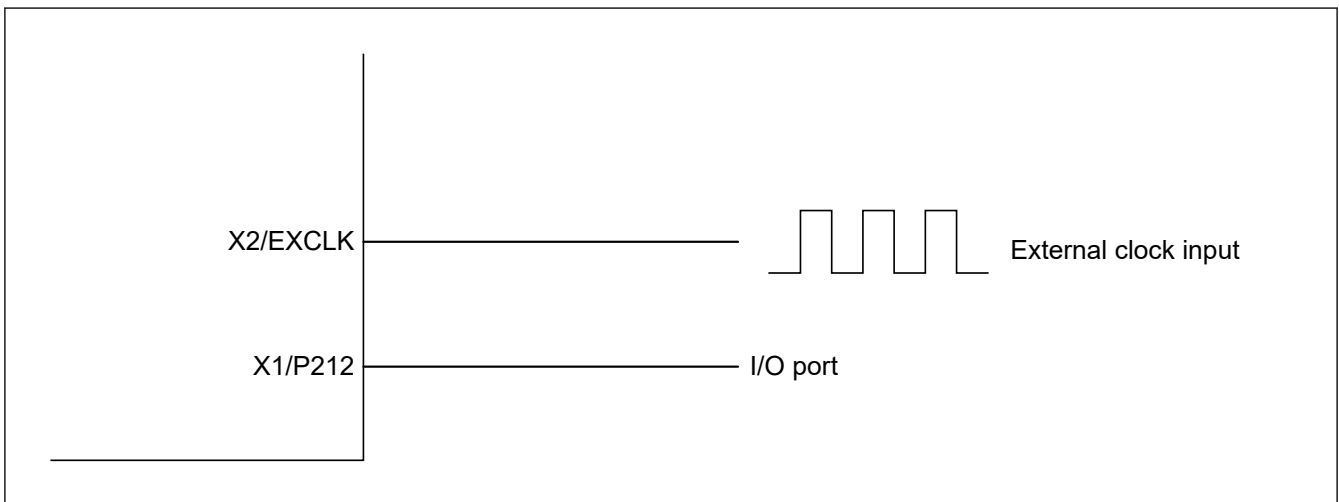 X2/EXCLK
External clock input
X1/P212
I/O port